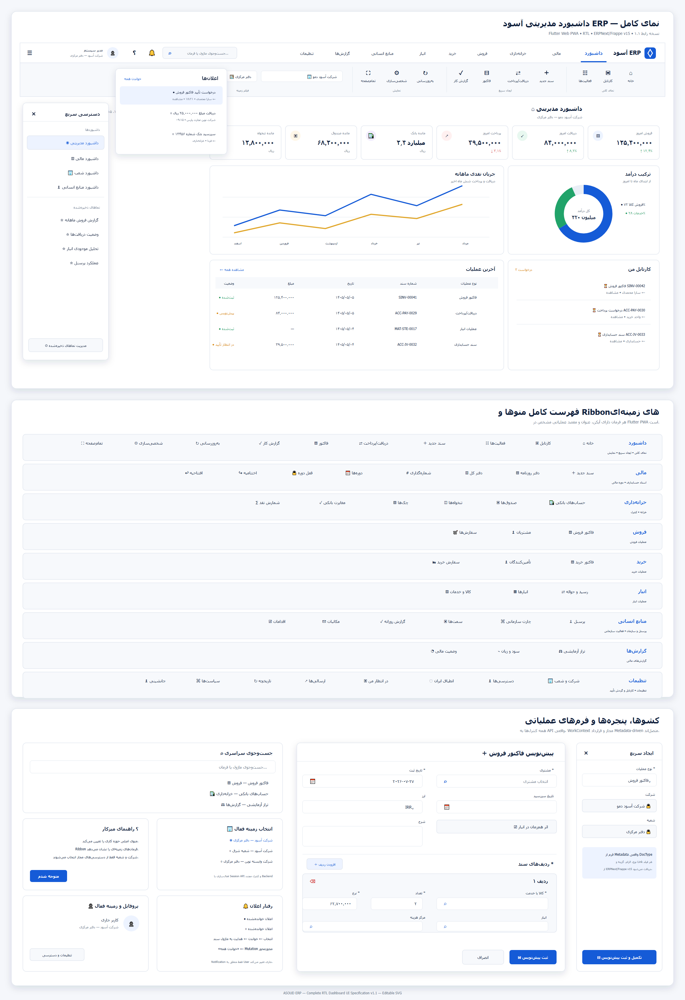 نمای کامل — ERP داشبورد مدیریتی آسود
نسخه رابط ۱.۱ • Flutter Web PWA • RTL • ERPNext/Frappe v15
ERP آسود
داشبورد
مالی
خزانه‌داری
فروش
خرید
انبار
منابع انسانی
گزارش‌ها
تنظیمات
جست‌وجوی ماژول یا فرمان...
؟
مدیر سیستم
شرکت آسود — دفتر مرکزی
خانه
کارتابل
فعالیت‌ها
نمای کلی
سند جدید
دریافت/پرداخت
فاکتور
گزارش کار
ایجاد سریع
به‌روزرسانی
شخصی‌سازی
تمام‌صفحه
نمایش
شرکت آسود دمو
دفتر مرکزی
فیلتر زمینه
اعلان‌ها
خواندن همه
درخواست تأیید فاکتور فروش ●
سارا محمدی • ۱۸:۲۱ • مشاهده ←
دریافت مبلغ ۲۵,۰۰۰,۰۰۰ ریال ○
شرکت نوین تجارت پارس • ۰۹:۱۵
سررسید چک شماره ۱۳۴۵۶ ○
فردا • خزانه‌داری ←
دسترسی سریع ✕
داشبوردها
داشبورد مدیریتی ◉
داشبورد مالی
داشبورد شعب
داشبورد منابع انسانی
نماهای ذخیره‌شده
گزارش فروش ماهانه ☆
وضعیت دریافت‌ها ☆
تحلیل موجودی انبار ☆
عملکرد پرسنل ☆
مدیریت نماهای ذخیره‌شده ⚙
داشبورد مدیریتی ⌂
شرکت آسود دمو — دفتر مرکزی
فروش امروز
۱۲۵,۴۰۰,۰۰۰
۱۲,۴٪ ↑
دریافت امروز
۸۴,۰۰۰,۰۰۰
۸,۲٪ ↑
پرداخت امروز
۳۹,۵۰۰,۰۰۰
۳,۱٪ ↓
مانده بانک
۲,۴ میلیارد
ریال
مانده صندوق
۶۸,۲۰۰,۰۰۰
ریال
مانده تنخواه
۱۲,۸۰۰,۰۰۰
ریال
ترکیب درآمد
از ابتدای ماه تا امروز
فروش کالا ۷۲٪ ●
خدمات ۲۸٪ ●
کل درآمد
۴۲۰ میلیون
جریان نقدی ماهانه
دریافت و پرداخت شش ماه اخیر
اسفند
فروردین
اردیبهشت
خرداد
تیر
مرداد
کارتابل من
۳ درخواست
SINV-00042 فاکتور فروش ⏳
سارا محمدی • مشاهده ←
ACC-PAY-0030 درخواست پرداخت ⏳
واحد خرید • مشاهده ←
ACC-JV-0033 سند حسابداری ⏳
حسابداری • مشاهده ←
آخرین عملیات
مشاهده همه ←
نوع عملیات شماره سند تاریخ مبلغ وضعیت
فاکتور فروش SINV-00041 ۱۴۰۵/۰۵/۰۵ ۱۲۵,۴۰۰,۰۰۰ ثبت‌شده ●
دریافت/پرداخت ACC-PAY-0029 ۱۴۰۵/۰۵/۰۵ ۸۴,۰۰۰,۰۰۰ پیش‌نویس ●
عملیات انبار MAT-STE-0017 ۱۴۰۵/۰۵/۰۴ — ثبت‌شده ●
سند حسابداری ACC-JV-0032 ۱۴۰۵/۰۵/۰۴ ۳۹,۵۰۰,۰۰۰ در انتظار تأیید ●
های زمینه‌ایRibbon فهرست کامل منوها و
است Flutter PWA هر فرمان دارای آیکن، عنوان و مقصد عملیاتی مشخص در.
داشبورد خانه کارتابل فعالیت‌ها سند جدید دریافت/پرداخت فاکتور گزارش کار به‌روزرسانی شخصی‌سازی تمام‌صفحه
نمای کلی • ایجاد سریع • نمایش
مالی سند جدید دفتر روزنامه دفتر کل شماره‌گذاری # دوره‌ها قفل دوره اختتامیه افتتاحیه
اسناد حسابداری • دوره مالی
خزانه‌داری حساب‌های بانکی صندوق‌ها تنخواه‌ها چک‌ها مغایرت بانکی شمارش نقد ∑
خزانه • کنترل
فروش فاکتور فروش مشتریان سفارش‌ها
عملیات فروش
خرید فاکتور خرید تأمین‌کنندگان سفارش خرید
عملیات خرید
انبار رسید و حواله انبارها کالا و خدمات
عملیات انبار
منابع انسانی پرسنل چارت سازمانی سمت‌ها گزارش روزانه مکاتبات اقدامات
پرسنل و سازمان • فعالیت سازمانی
گزارش‌ها تراز آزمایشی سود و زیان وضعیت مالی
گزارش‌های مالی
تنظیمات شرکت و شعب دسترسی‌ها انطباق ایران در انتظار من ارسالی‌ها تاریخچه سیاست‌ها جانشینی
تنظیمات • کارتابل و گردش تأیید
کشوها، پنجره‌ها و فرم‌های عملیاتی
متصل‌اند Metadata-driven مجاز و قرارداد WorkContext ،واقعی API همه کنترل‌ها به.
ایجاد سریع ✕
نوع عملیات *
فاکتور فروش
شرکت
شرکت آسود دمو
شعبه
دفتر مرکزی
فرم از Metadata واقعی DocType
نوع، الزام، گزینه و Link هر فیلد
از ERPNext/Frappe v15 دریافت می‌شود.
تکمیل و ثبت پیش‌نویس
پیش‌نویس فاکتور فروش +
مشتری *
انتخاب مشتری
تاریخ ثبت *
۲۰۲۶-۰۷-۲۷
تاریخ سررسید
ارز
IRR
اثر هم‌زمان در انبار ☑
شرح
ردیف‌های سند *
افزودن ردیف +
ردیف ۱
کالا یا خدمت *
تعداد *
۲
نرخ *
۶۲,۷۰۰,۰۰۰
انبار
مرکز هزینه
ثبت پیش‌نویس
انصراف
جست‌وجوی سراسری
جست‌وجوی ماژول یا فرمان...
فاکتور فروش — فروش
حساب‌های بانکی — خزانه‌داری
تراز آزمایشی — گزارش‌ها
انتخاب زمینه فعال
شرکت آسود — دفتر مرکزی ◉
شرکت آسود — شعبه شرق ○
شرکت وابسته نوین — دفتر مرکزی ○
فعال‌سازی با Session API و کنترل مجدد Backend
راهنمای میزکار ؟
منوی اصلی حوزه کاری را تعیین می‌کند.
Ribbon فرمان‌های زمینه‌ای را نشان می‌دهد.
شرکت و شعبه فقط از دسترسی‌های مجاز انتخاب می‌شوند.
متوجه شدم
رفتار اعلان
اعلان خوانده‌نشده ●
اعلان خوانده‌شده ○
انتخاب ← خواندن ← هدایت به ماژول سند
«خواندن همه» ← Mutation مجوزمحور
Notification فقط متعلق به User جاری تغییر می‌کند.
پروفایل و زمینه فعال
کاربر جاری
شرکت آسود — دفتر مرکزی
تنظیمات و دسترسی
ASOUD ERP — Complete RTL Dashboard UI Specification v1.1 — Editable SVG